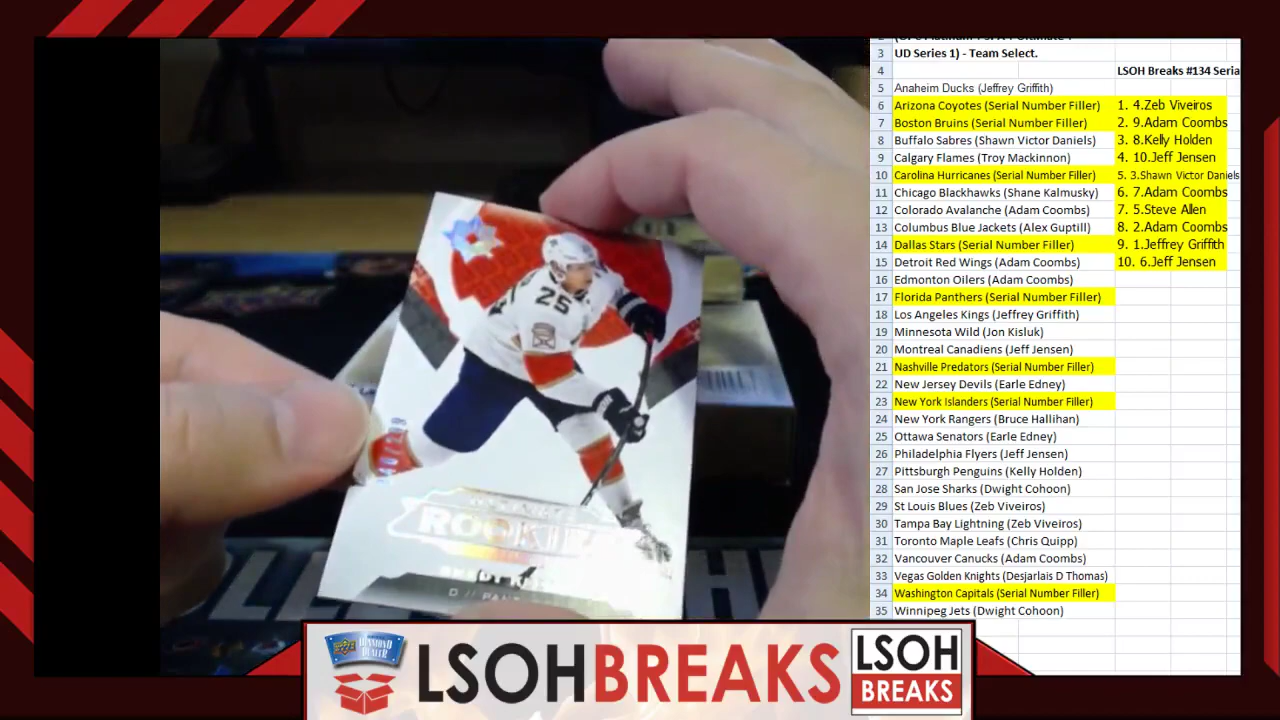 UD Series 1) - Team Select.
LSOH Breaks #134 Seria
Anaheim Ducks (Jeffrey Griffith)
Arizona Coyotes (Serial Number Filler) 1. 4.Zeb Viveiros
Boston Bruins (Serial Number Filler) 2. 9.Adam Coombs
Buffalo Sabres (Shawn Victor Daniels) 3. 8.Kelly Holden
Calgary Flames (Troy Mackinnon) 4. 10.Jeff Jensen
Carolina Hurricanes (Serial Number Filler) 5. 3.Shawn Victor Daniels
Chicago Blackhawks (Shane Kalmusky) 6. 7.Adam Coombs
Colorado Avalanche (Adam Coombs) 7. 5.Steve Allen
Columbus Blue Jackets (Alex Guptill) 8. 2.Adam Coombs
Dallas Stars (Serial Number Filler) 9. 1.Jeffrey Griffith
Detroit Red Wings (Adam Coombs) 10. 6.Jeff Jensen
Edmonton Oilers (Adam Coombs)
Florida Panthers (Serial Number Filler)
Los Angeles Kings (Jeffrey Griffith)
Minnesota Wild (Jon Kisluk)
Montreal Canadiens (Jeff Jensen)
Nashville Predators (Serial Number Filler)
New Jersey Devils (Earle Edney)
New York Islanders (Serial Number Filler)
New York Rangers (Bruce Hallihan)
Ottawa Senators (Earle Edney)
Philadelphia Flyers (Jeff Jensen)
Pittsburgh Penguins (Kelly Holden)
San Jose Sharks (Dwight Cohoon)
St Louis Blues (Zeb Viveiros)
Tampa Bay Lightning (Zeb Viveiros)
Toronto Maple Leafs (Chris Quipp)
Vancouver Canucks (Adam Coombs)
Vegas Golden Knights (Desjarlais D Thomas)
Washington Capitals (Serial Number Filler)
Winnipeg Jets (Dwight Cohoon)
3
4
5
6
7
8
9
10
11
12
13
14
15
16
17
18
19
20
21
22
23
24
25
26
27
28
29
30
31
32
33
34
35
25
LSOHBREAKS
LSOH
BREAKS